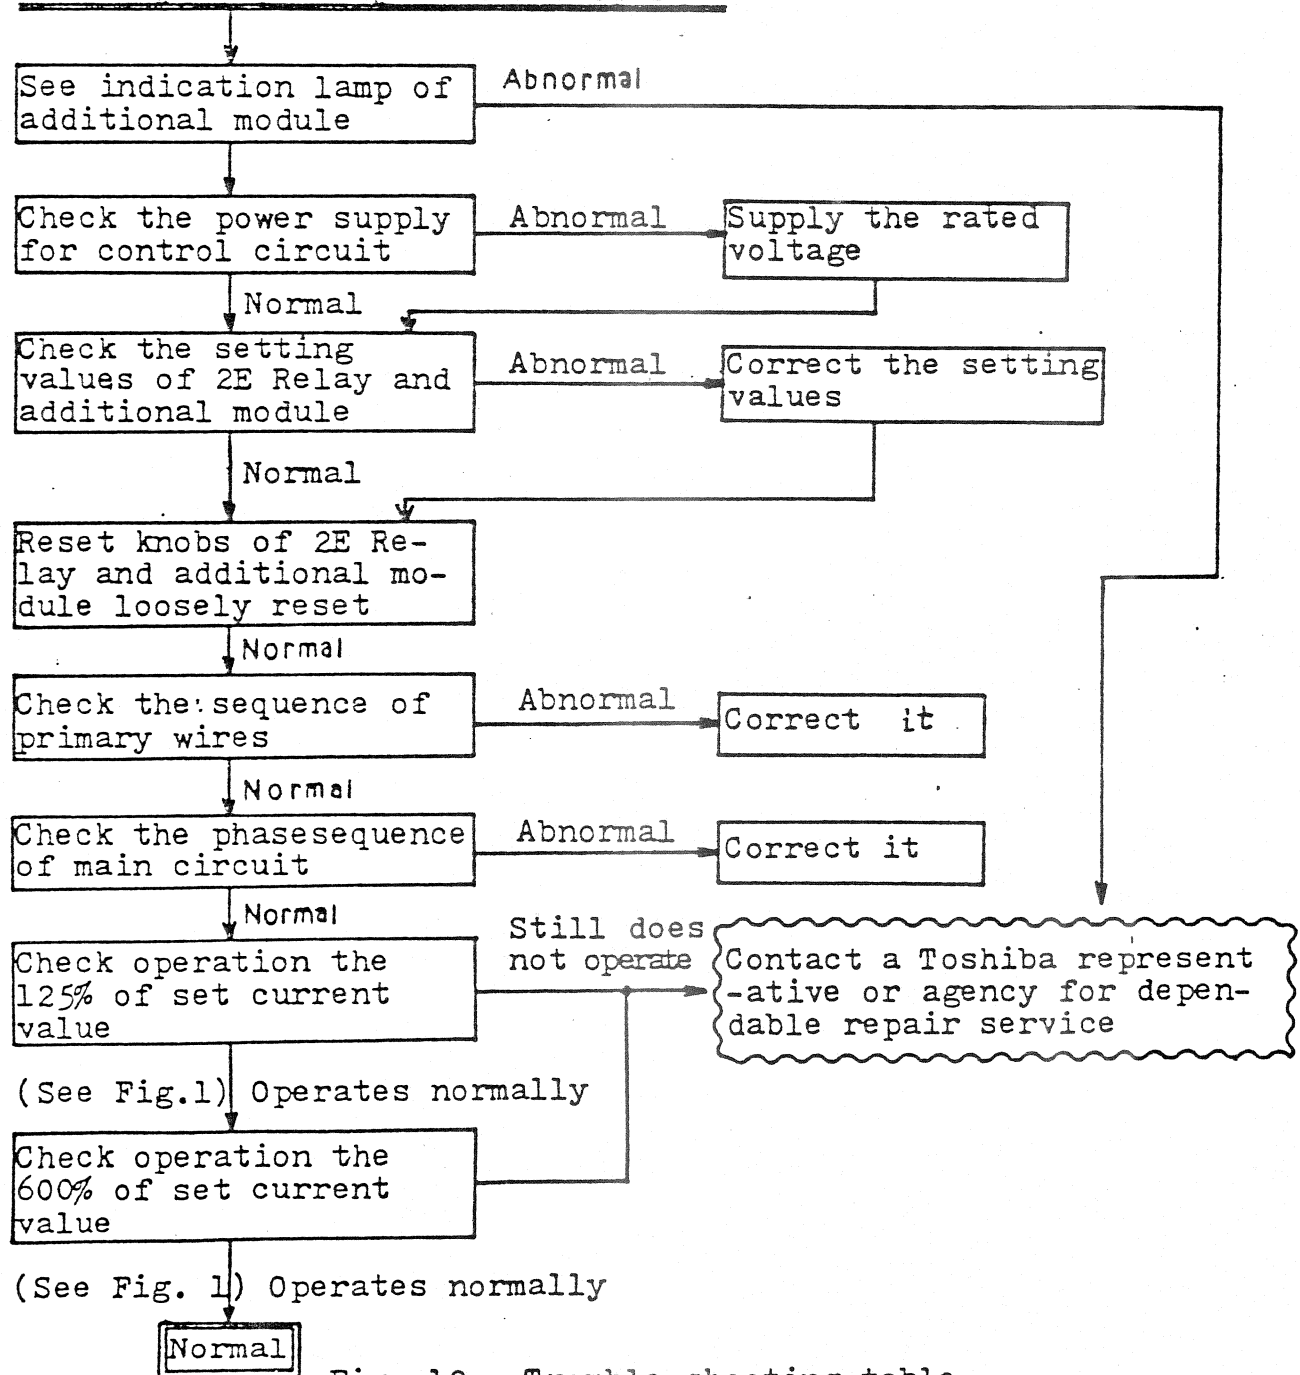 See indication lamp of
additional module
Abnormal
Check the power supply
for control circuit
Abnormal
Supply the rated
voltage
Normal
Check the setting
values of 2E Relay and
additional module
Abnormal
Correct the setting
values
Normal
Reset knobs of 2E Re-
lay and additional mo-
dule loosely reset
Normal
Check the sequence of
primary wires
Abnormal
Correct it
Normal
Check the phasesequence
of main circuit
Abnormal
Correct it
Normal
Check operation the
125% of set current
value
Still does
not operate
Contact a Toshiba represent
-ative or agency for depen-
dable repair service
(See Fig.1) Operates normally
Check operation the
600% of set current
value
(See Fig. 1) Operates normally
Normal
Trouble shooting table